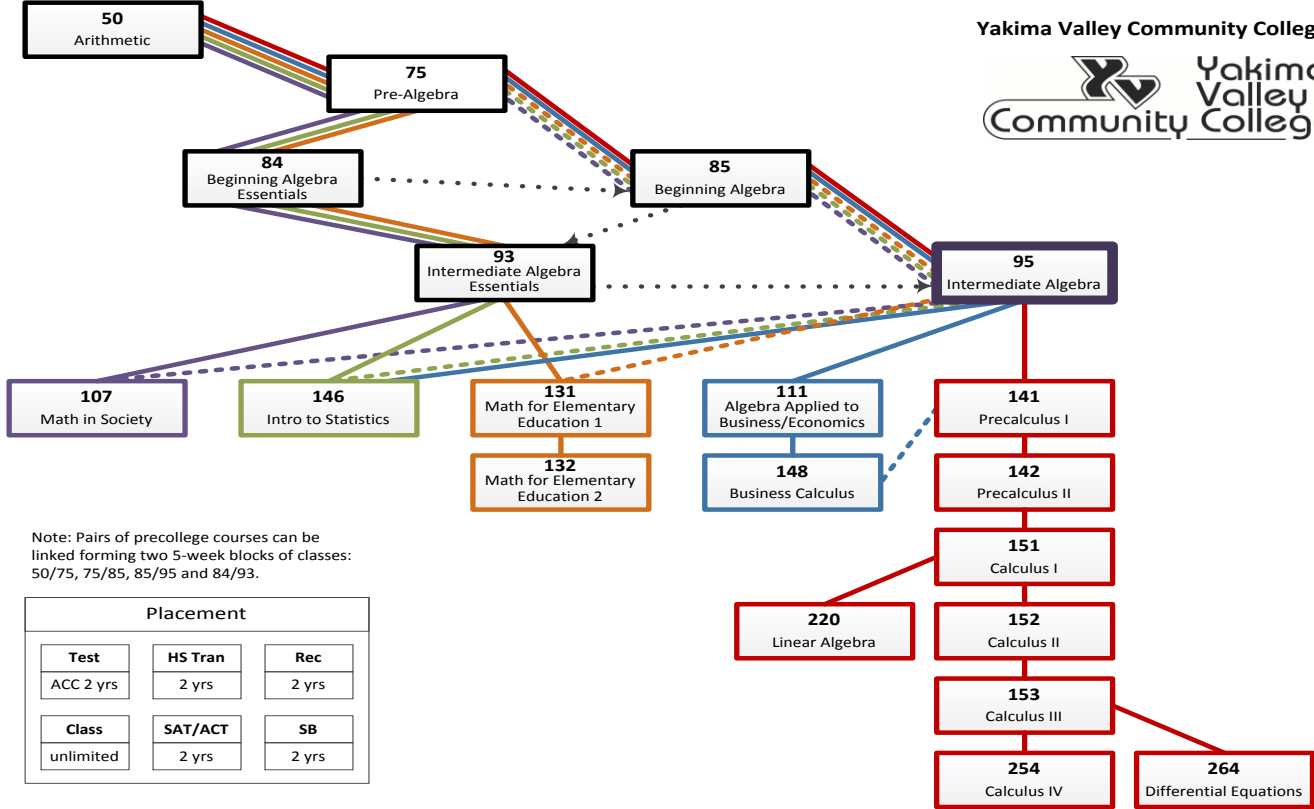 50
Arithmetic
Yakima Valley Community Colleg
Yakima
Valley
Community Colleg
75
Pre-Algebra
84
Beginning Algebra
Essentials
85
Beginning Algebra
93
Intermediate Algebra
Essentials
95
Intermediate Algebra
107
Math in Society
146
Intro to Statistics
131
Math for Elementary
Education 1
111
Algebra Applied to
Business/Economics
141
Precalculus I
132
Math for Elementary
Education 2
148
Business Calculus
142
Precalculus II
Note: Pairs of precollege courses can be
linked forming two 5-week blocks of classes:
50/75, 75/85, 85/95 and 84/93.
151
Calculus I
220
Linear Algebra
152
Calculus II
Placement
Test
ACC 2 yrs
HS Tran
2 yrs
Rec
2 yrs
Class
unlimited
SAT/ACT
2 yrs
SB
2 yrs
153
Calculus III
254
Calculus IV
264
Differential Equations